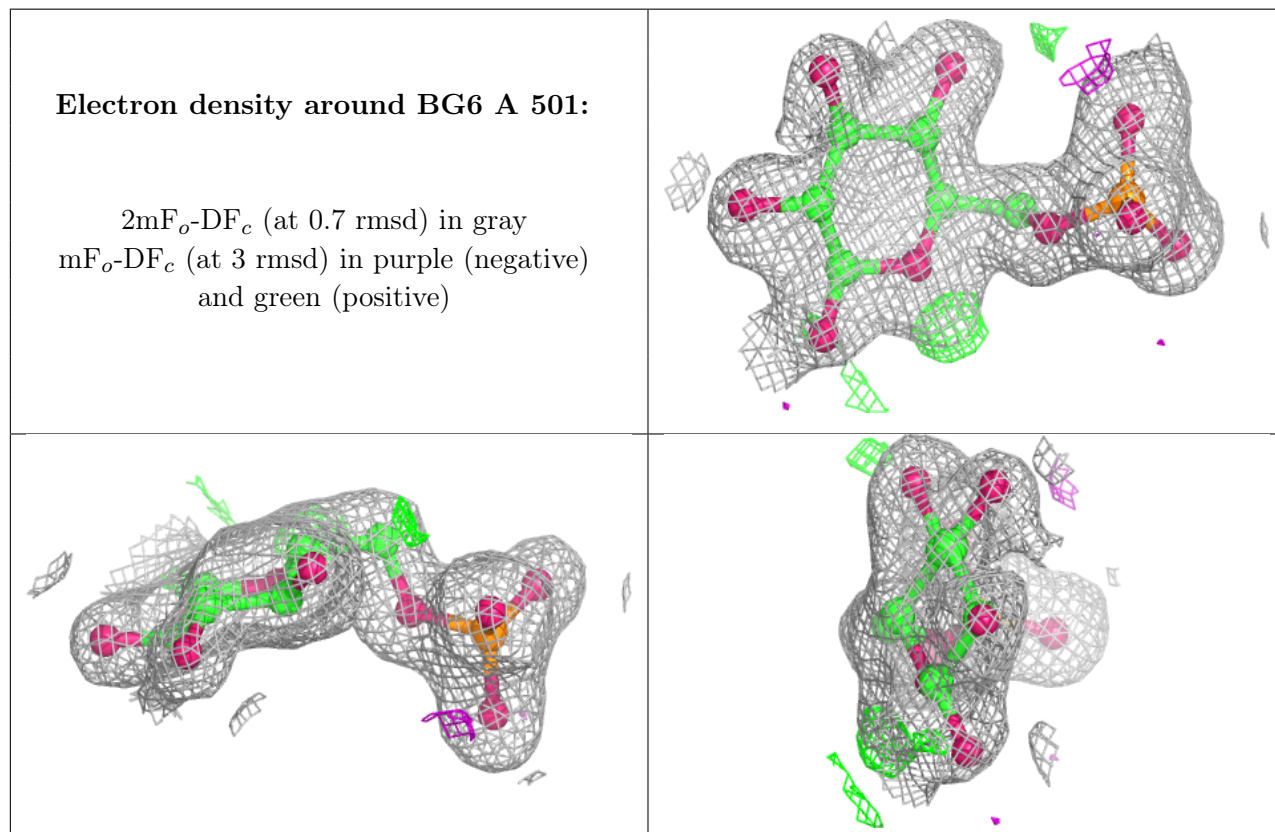 Electron density around BG6 A 501:
2mFo-DFc (at 0.7 rmsd) in gray
mFo-DFc (at 3 rmsd) in purple (negative)
and green (positive)